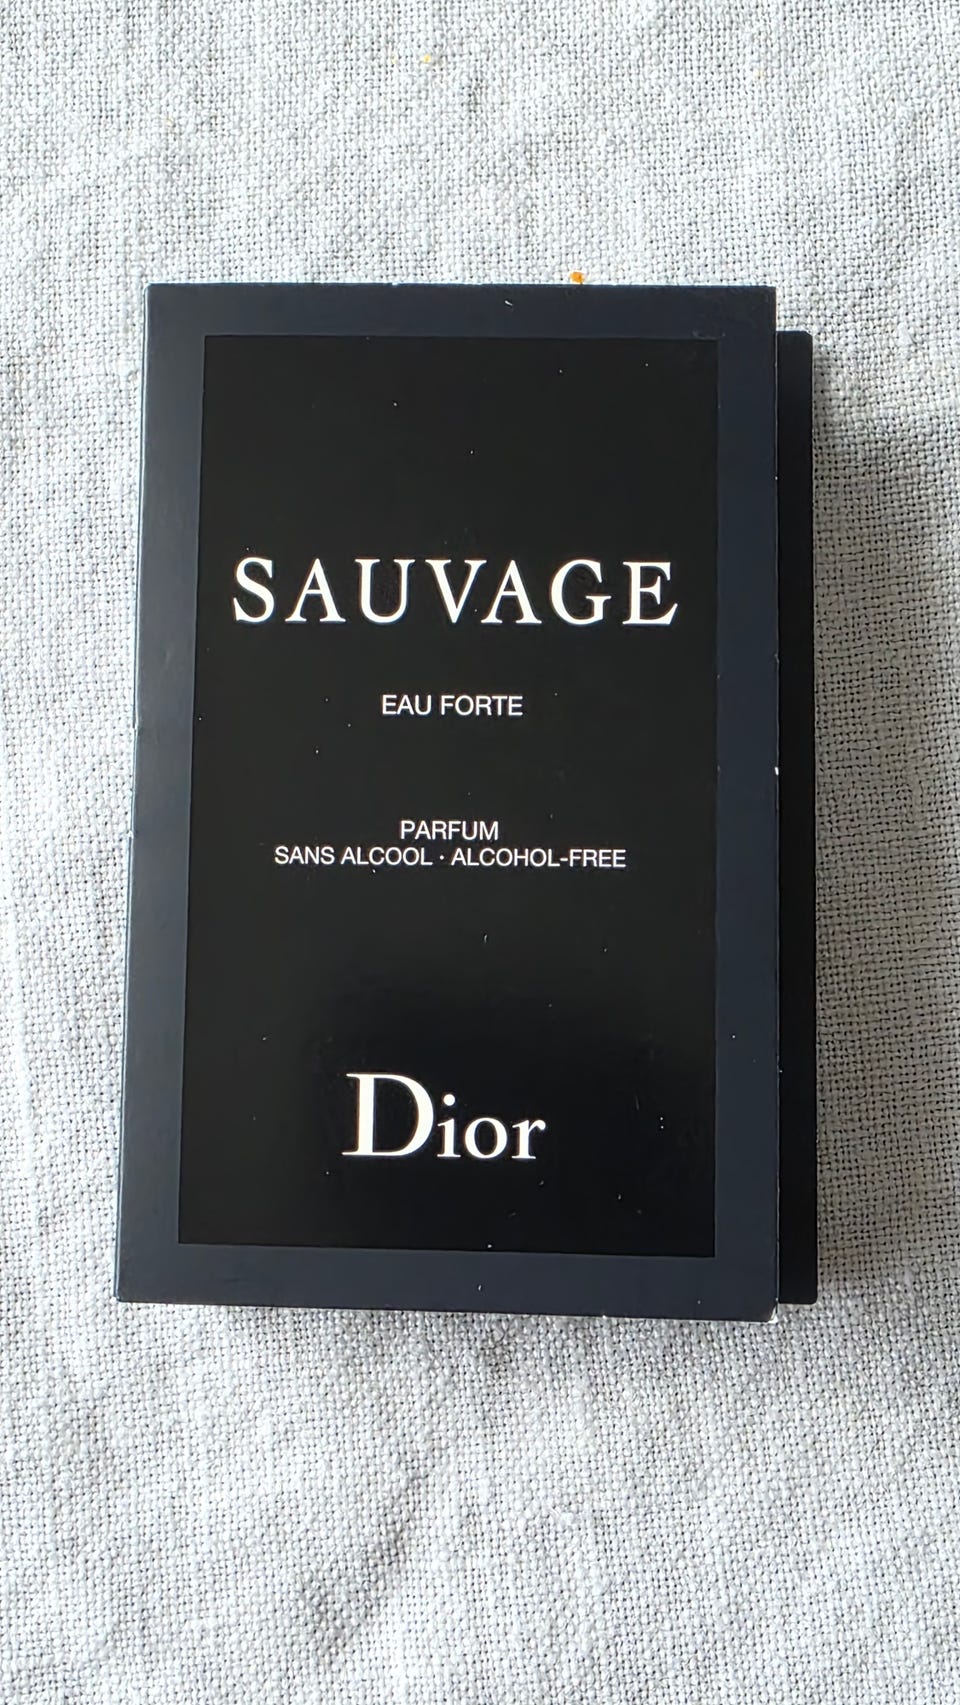 SAUVAGE
EAU FORTE
PARFUM
SANS ALCOOL · ALCOHOL-FREE
Dior